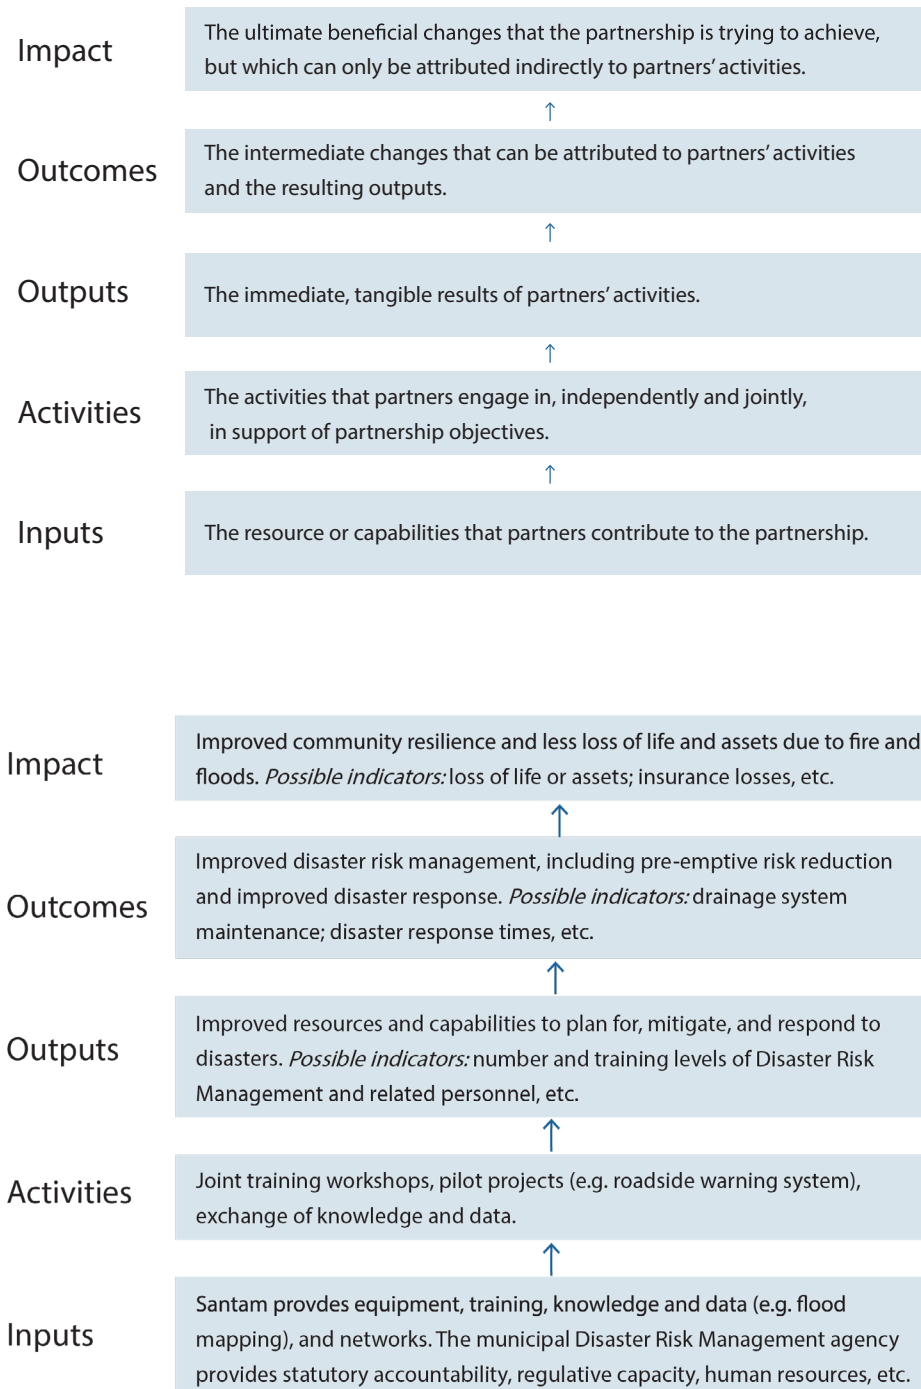 Impact
The ultimate beneficial changes that the partnership is trying to achieve,
but which can only be attributed indirectly to partners’ activities.
↑
Outcomes
The intermediate changes that can be attributed to partners’ activities
and the resulting outputs.
↑
Outputs
The immediate, tangible results of partners’ activities.
↑
Activities
The activities that partners engage in, independently and jointly,
in support of partnership objectives.
↑
Inputs
The resource or capabilities that partners contribute to the partnership.
Impact
Improved community resilience and less loss of life and assets due to fire and
floods. Possible indicators: loss of life or assets; insurance losses, etc.
↑
Outcomes
Improved disaster risk management, including pre-emptive risk reduction
and improved disaster response. Possible indicators: drainage system
maintenance; disaster response times, etc.
↑
Outputs
Improved resources and capabilities to plan for, mitigate, and respond to
disasters. Possible indicators: number and training levels of Disaster Risk
Management and related personnel, etc.
↑
Activities
Joint training workshops, pilot projects (e.g. roadside warning system),
exchange of knowledge and data.
↑
Inputs
Santam provdes equipment, training, knowledge and data (e.g. flood
mapping), and networks. The municipal Disaster Risk Management agency
provides statutory accountability, regulative capacity, human resources, etc.